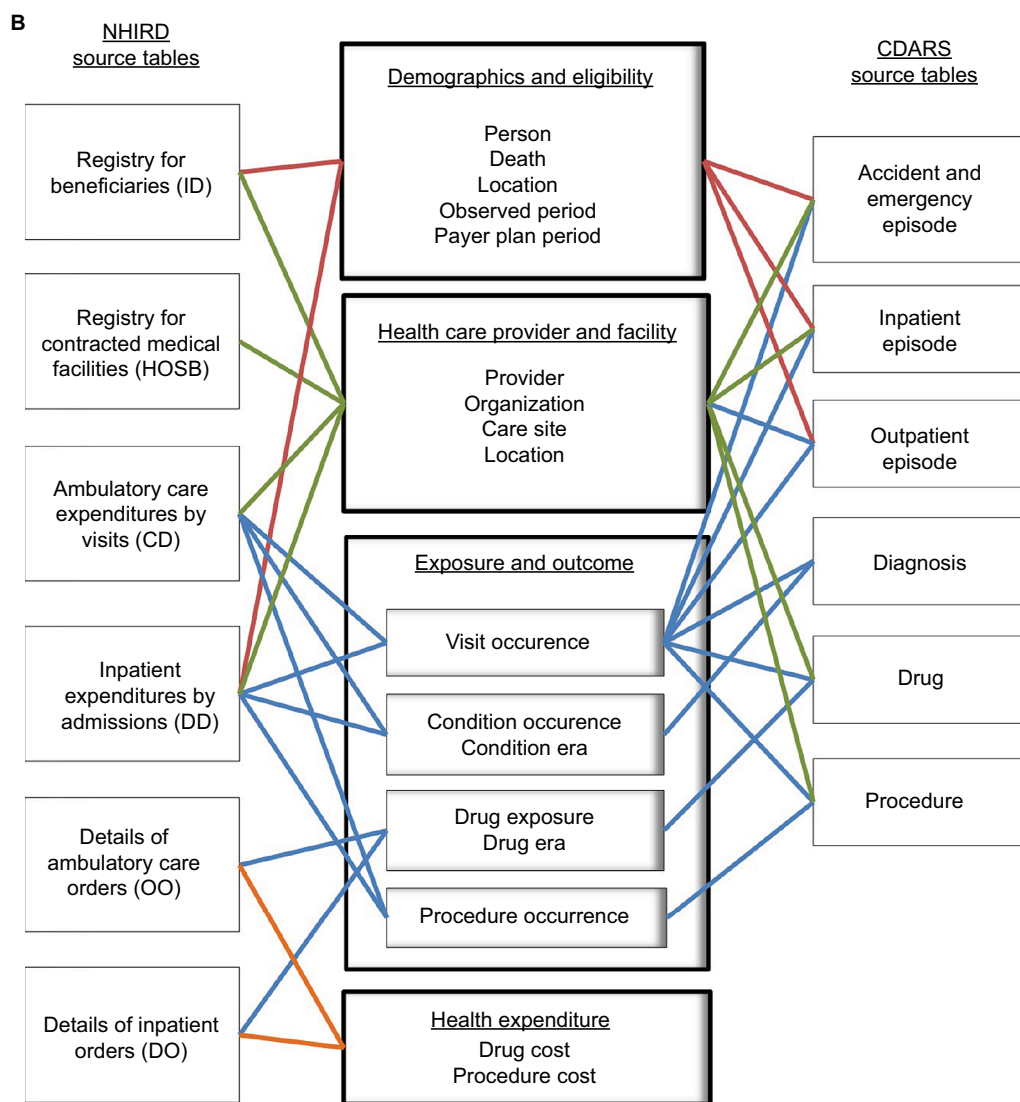 B
NHIRD
source tables
Registry for
beneficiaries (ID)
Registry for
contracted medical
facilities (HOSB)
Ambulatory care
expenditures by
visits (CD)
Inpatient
expenditures by
admissions (DD)
Details of
ambulatory care
orders (OO)
Details of inpatient
orders (DO)
Demographics and eligibility
Person
Death
Location
Observed period
Payer plan period
Health care provider and facility
Provider
Organization
Care site
Location
Exposure and outcome
Visit occurence
Condition occurence
Condition era
Drug exposure
Drug era
Procedure occurrence
Health expenditure
Drug cost
Procedure cost
CDARS
source tables
Accident and
emergency
episode
Inpatient
episode
Outpatient
episode
Diagnosis
Drug
Procedure